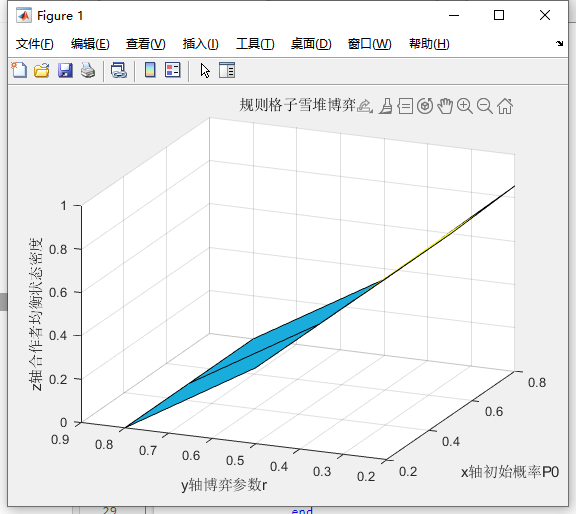 Figure 1
文件(F) 编辑(E) 查看(V) 插入(I) 工具(T) 桌面(D) 窗口(W) 帮助(H)
规则格子雪堆博弈
1
0.8
0.6
0.4
0.2
0
z轴合作者均衡状态密度
0.9
0.8
0.7
0.6
0.5
0.4
0.3
0.2
y轴博弈参数r
0.2
0.4
0.6
0.8
x轴初始概率P0
29 end